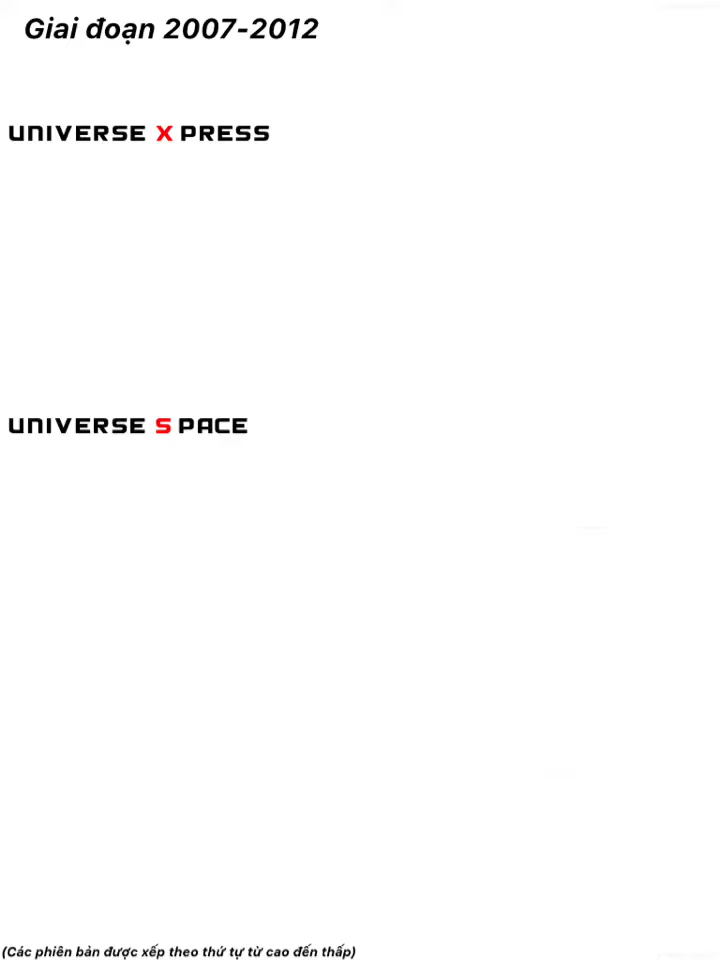 Giai đoạn 2007-2012
UNIVERSE X PRESS
UNIVERSE S PACE
(Các phiên bản được xếp theo thứ tự từ cao đến thấp)